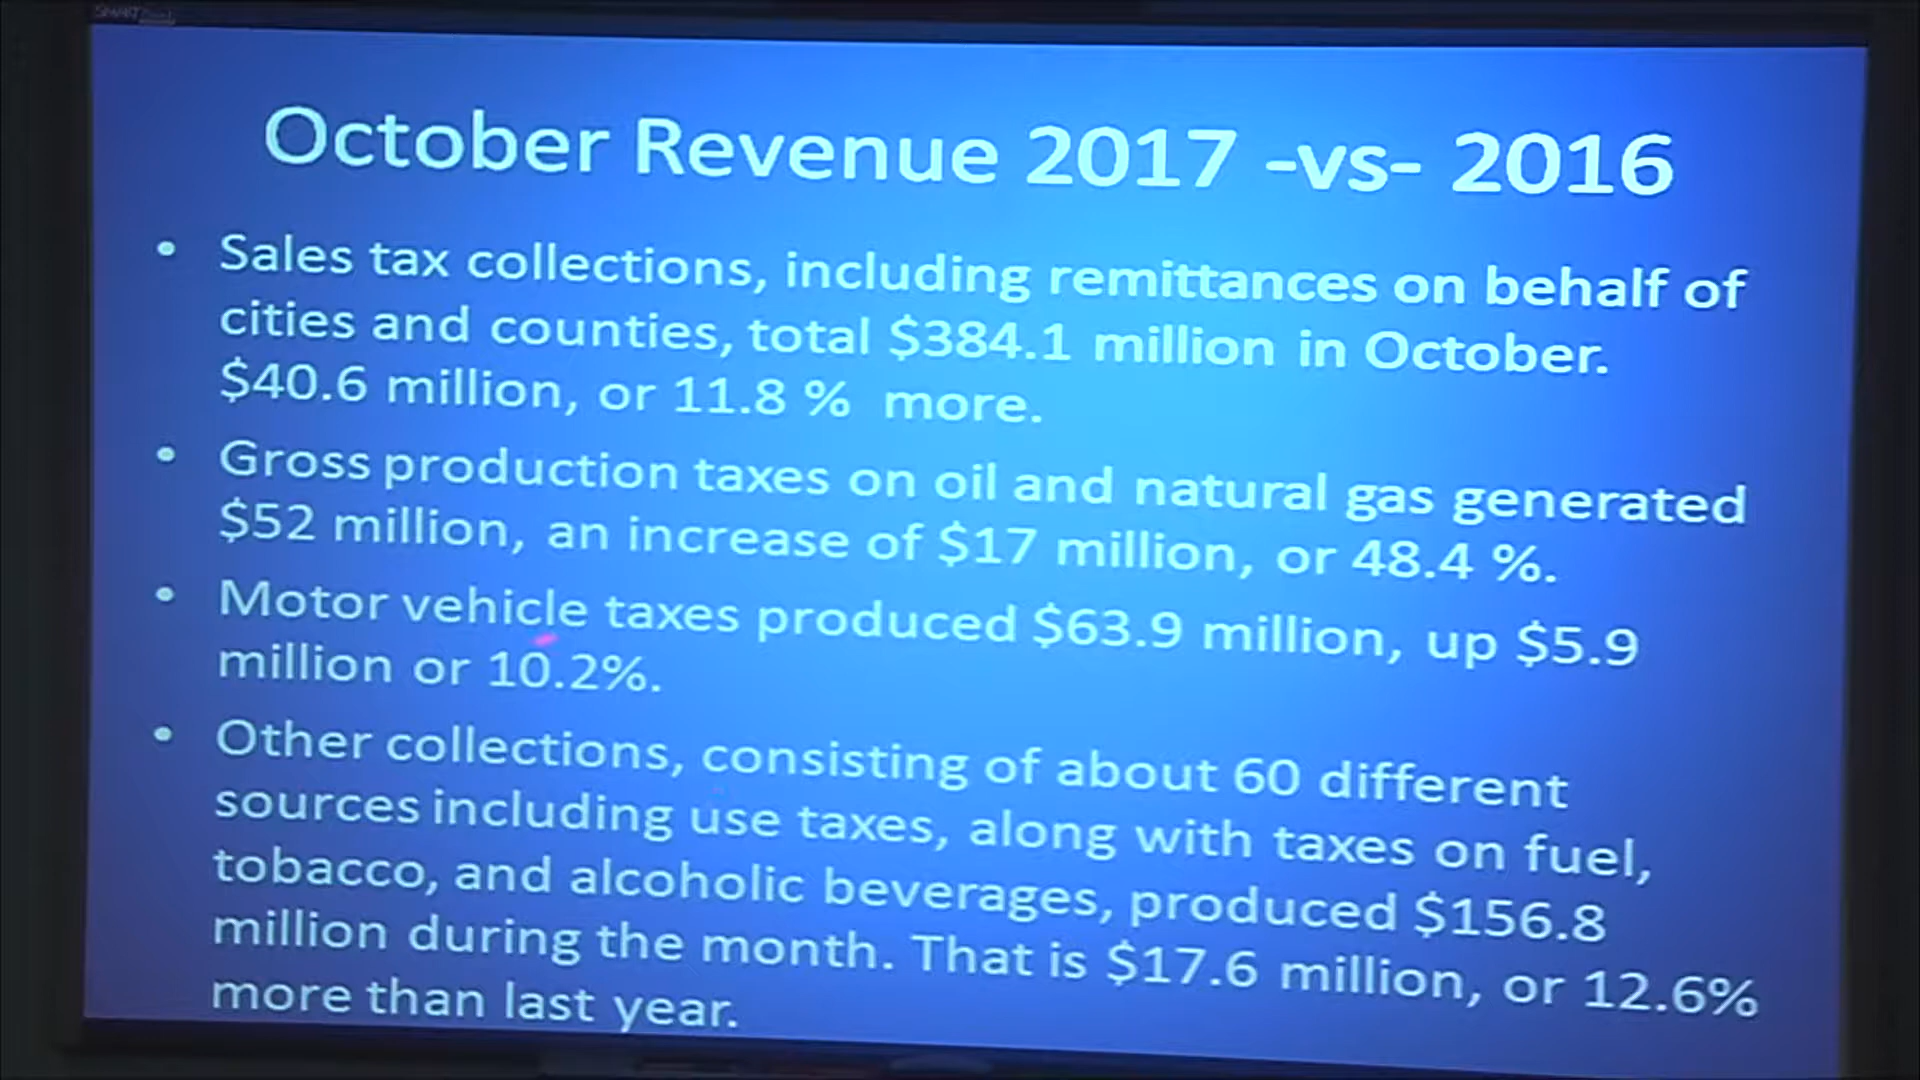 SMART
October Revenue 2017 -vs- 2016
• Sales tax collections, including remittances on behalf of
cities and counties, total $384.1 million in October.
$40.6 million, or 11.8 % more.
• Gross production taxes on oil and natural gas generated
$52 million, an increase of $17 million, or 48.4 %.
• Motor vehicle taxes produced $63.9 million, up $5.9
million or 10.2%.
• Other collections, consisting of about 60 different
sources including use taxes, along with taxes on fuel,
tobacco, and alcoholic beverages, produced $156.8
million during the month. That is $17.6 million, or 12.6%
more than last year.